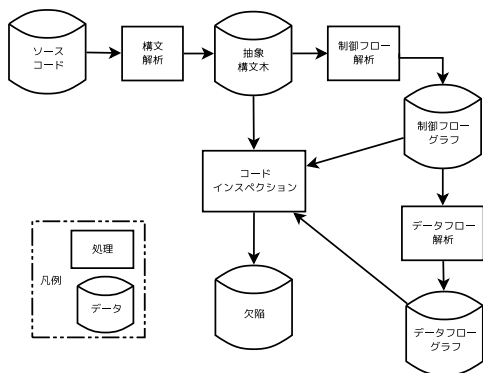 ソース
コード
構文
解析
抽象
構文木
制御フロー
解析
制御フロー
グラフ
コード
インスペクション
データフロー
解析
凡例
処理
データ
欠陥
データフロー
グラフ